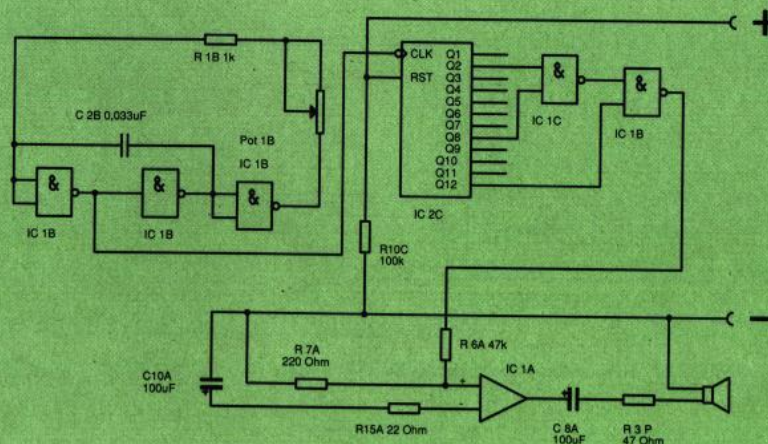 R 1B 1k
C 2B 0,033uF
Pot 1B
IC 1B
&
IC 1B
&
IC 1B
&
CLK
RST
Q1
Q2
Q3
Q4
Q5
Q6
Q7
Q8
Q9
Q10
Q11
Q12
IC 2C
&
IC 1C
&
IC 1B
+
R10C
100k
−
R 7A
220 Ohm
R 6A 47k
C10A
100uF
+
IC 1A
R15A 22 Ohm
+
C 8A
100uF
R 3 P
47 Ohm